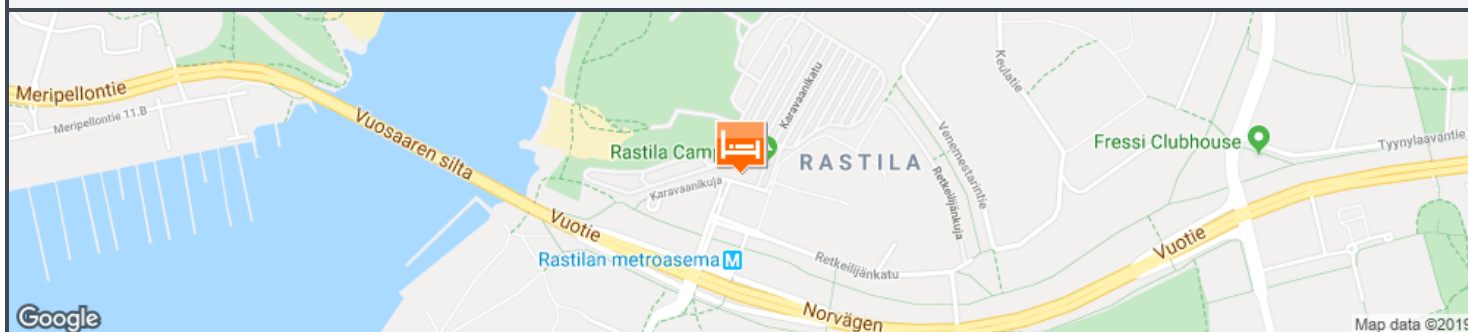 Meripellontie
Meripellontie 11.B
Vuosaaren silta
Karavaanikatu
Keulatie
Rastila Camp
RASTILA
Fressi Clubhouse
Tyynylaavantie
Karavaanikuja
Venemestarintie
Retkeilijänkuja
Vuotie
Rastilan metroasema M
Retkeilijänkatu
Vuotie
Norvägen
Google
Map data ©2019